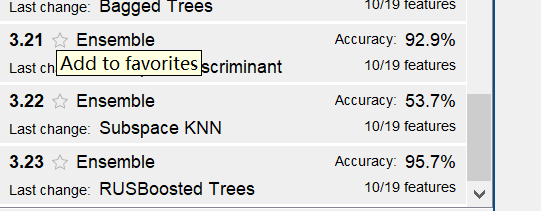 Last change: Bagged Trees 10/19 features
3.21 Ensemble Accuracy: 92.9%
Add to favorites
Last ch scriminant 10/19 features
3.22 Ensemble Accuracy: 53.7%
Last change: Subspace KNN 10/19 features
3.23 Ensemble Accuracy: 95.7%
Last change: RUSBoosted Trees 10/19 features